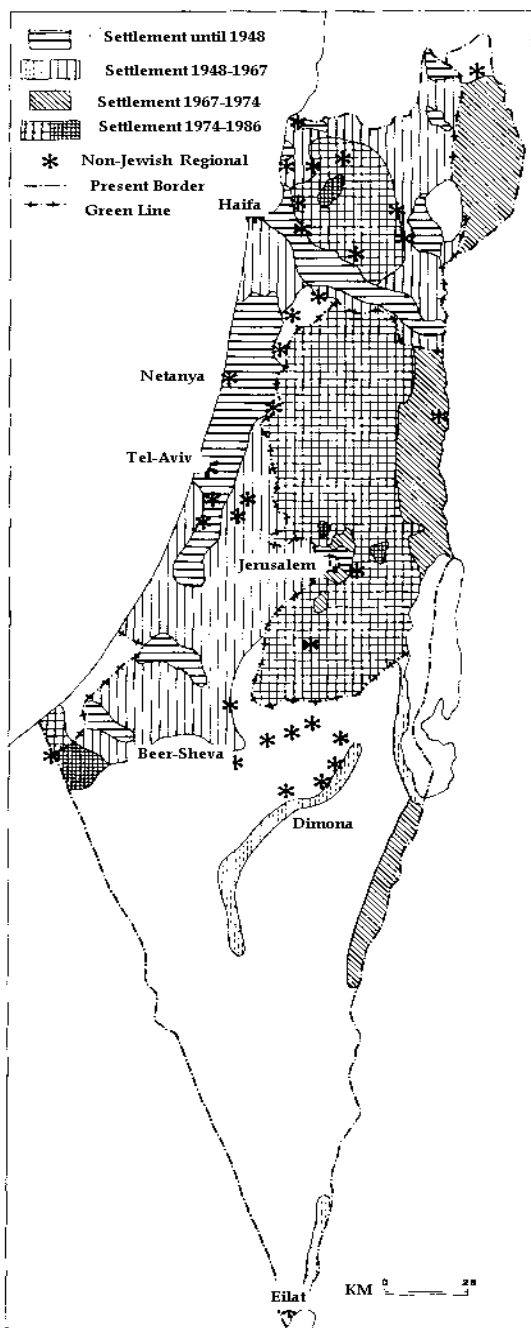 Settlement until 1948
Settlement 1948-1967
Settlement 1967-1974
Settlement 1974-1986
Non-Jewish Regional
Present Border
Green Line
Haifa
Netanya
Tel-Aviv
Jerusalem
Beer-Sheva
Dimona
KM 0 25
Eilat